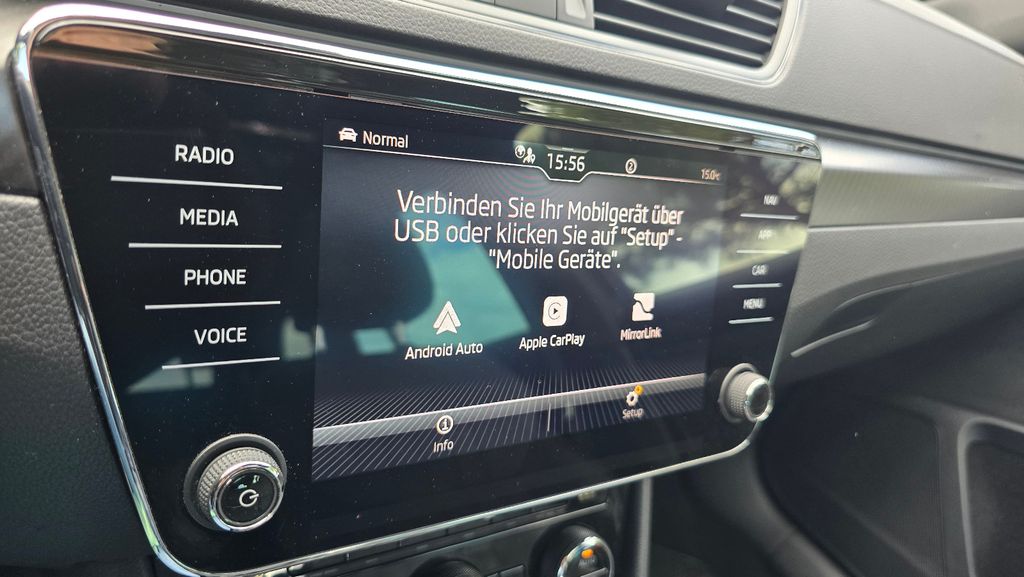 RADIO
MEDIA
PHONE
VOICE
Normal
15:56
2
15.0°C
Verbinden Sie Ihr Mobilgerät über
USB oder klicken Sie auf "Setup" -
"Mobile Geräte".
Android Auto
Apple CarPlay
MirrorLink
Info
Setup
NAV
APP
CAR
MENU